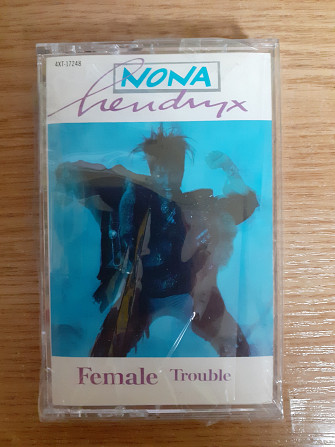 4XT-17248
NONA
hendryx
Female Trouble